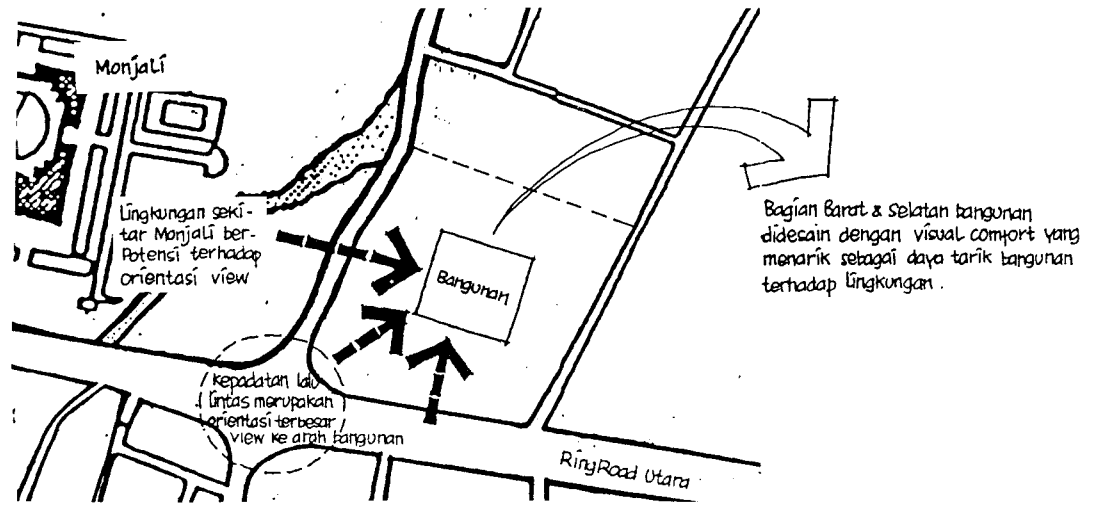 Monjali
Lingkungan seki-
tar Monjali ber-
Potensi terhadap
orientasi view
Bangunan
Bagian Barat & Selatan bangunan
didesain dengan visual comfort yang
menarik sebagai daya tarik bangunan
terhadap lingkungan.
Kepadatan lalu
lintas merupakan
orientasi terbesar
view ke arah bangunan
Ring Road Utara